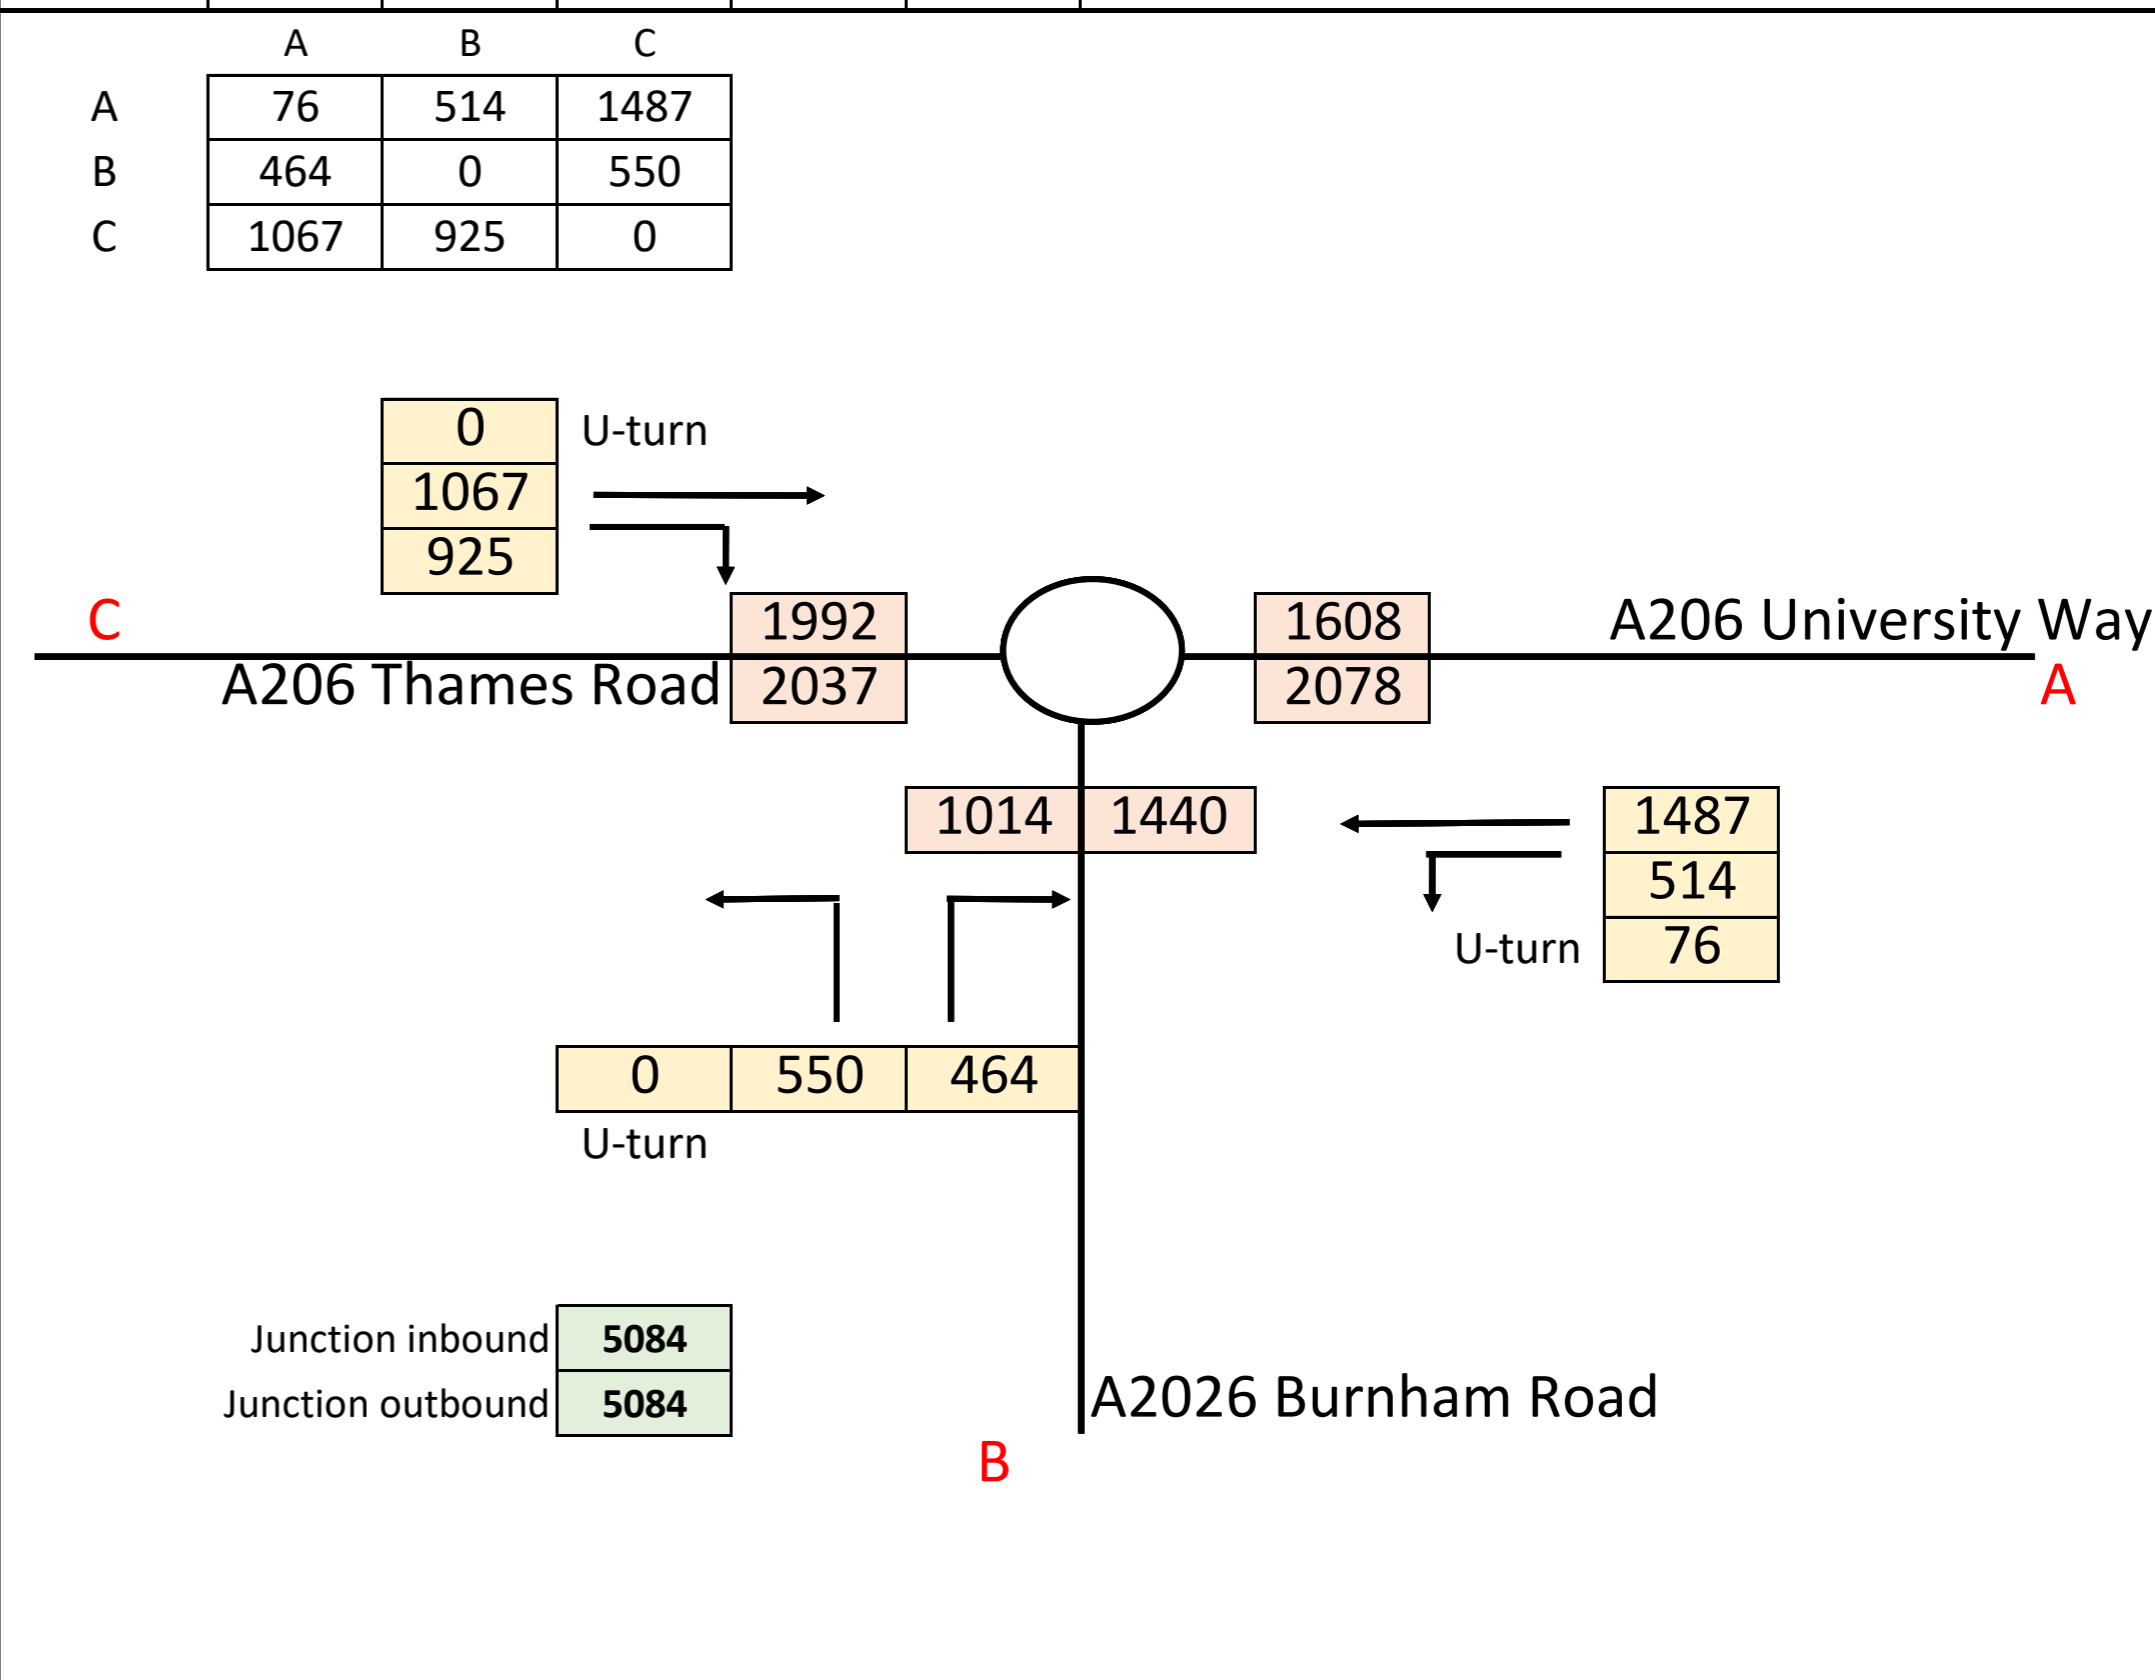 A B C
A 76 514 1487
B 464 0 550
C 1067 925 0
0 U-turn
1067
925
C 1992 1608 A206 University Way
A206 Thames Road 2037 2078 A
1014 1440 1487
514
U-turn 76
0 550 464
U-turn
Junction inbound 5084
Junction outbound 5084 A2026 Burnham Road
B